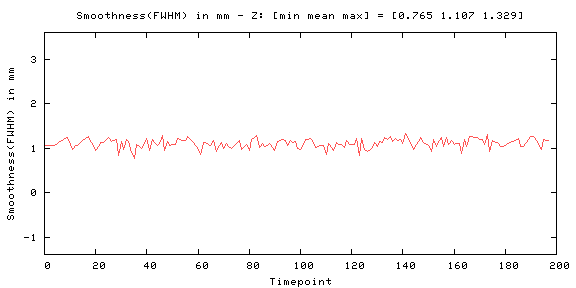 Smoothness(FWHM) in mm - Z: [min mean max] = [0.765 1.107 1.329]
Smoothness(FWHM) in mm
3
2
1
0
-1
0 20 40 60 80 100 120 140 160 180 200
Timepoint